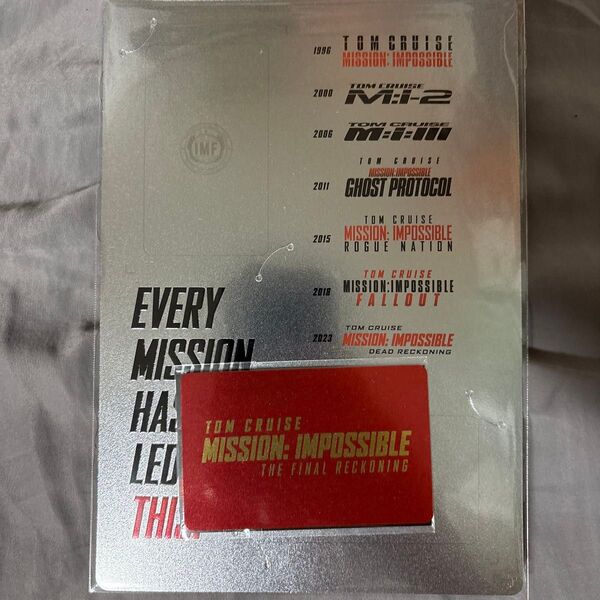 1996
TOM CRUISE
MISSION: IMPOSSIBLE
2000
TOM CRUISE
M:i-2
2006
TOM CRUISE
M:i:III
IMF
2011
TOM CRUISE
MISSION:IMPOSSIBLE
GHOST PROTOCOL
2015
TOM CRUISE
MISSION: IMPOSSIBLE
ROGUE NATION
2018
TOM CRUISE
MISSION:IMPOSSIBLE
FALLOUT
2023
TOM CRUISE
MISSION: IMPOSSIBLE
DEAD RECKONING
EVERY
MISSION
HAS
LED
THIS
TOM CRUISE
MISSION: IMPOSSIBLE
THE FINAL RECKONING